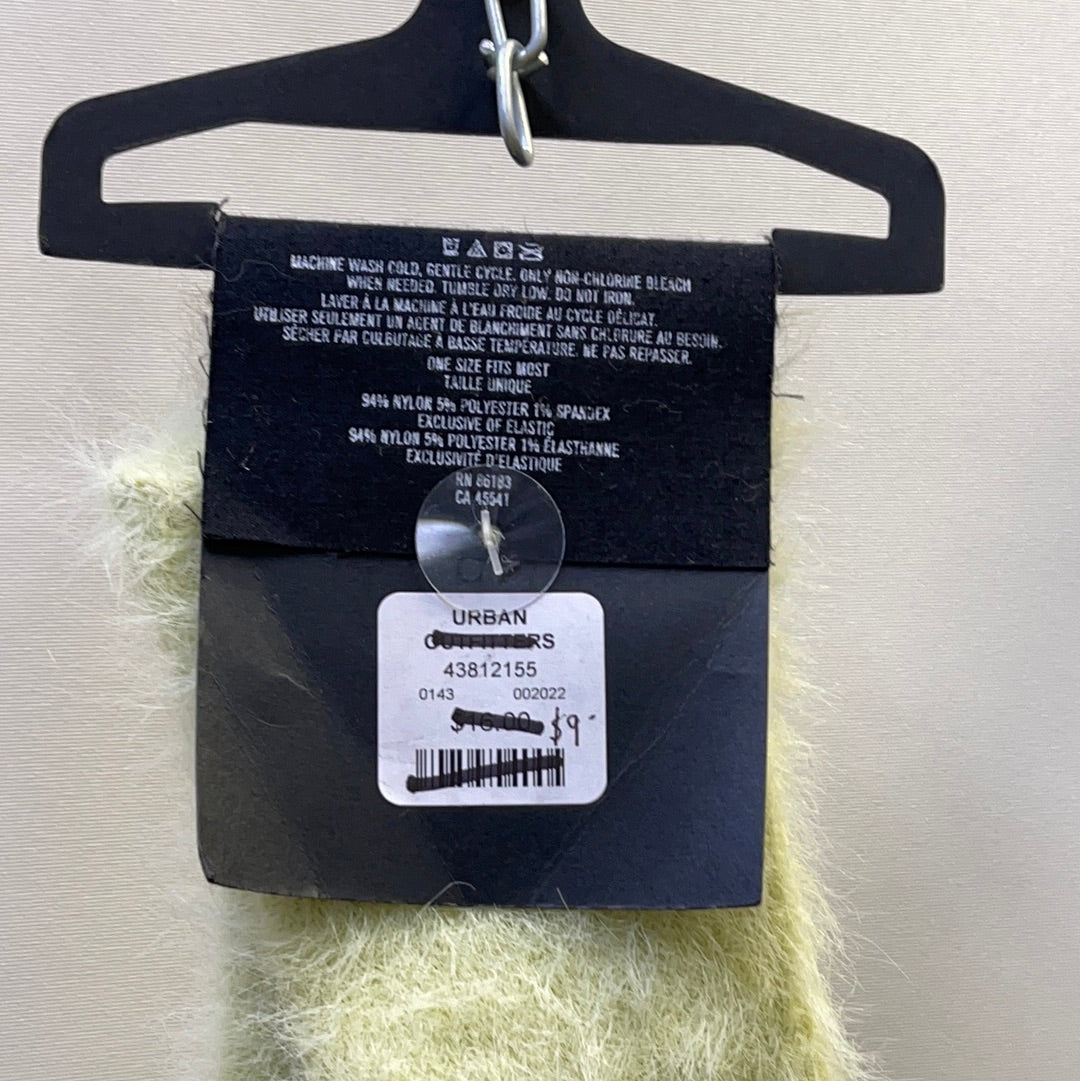 MACHINE WASH COLD, GENTLE CYCLE. ONLY NON-CHLORINE BLEACH
WHEN NEEDED. TUMBLE DRY LOW. DO NOT IRON.
LAVER À LA MACHINE À L'EAU FROIDE AU CYCLE DÉLICAT.
UTILISER SEULEMENT UN AGENT DE BLANCHIMENT SANS CHLORURE AU BESOIN.
SÉCHER PAR CULBUTAGE À BASSE TEMPÉRATURE. NE PAS REPASSER.
ONE SIZE FITS MOST
TAILLE UNIQUE
94% NYLON 5% POLYESTER 1% SPANDEX
EXCLUSIVE OF ELASTIC
94% NYLON 5% POLYESTER 1% ÉLASTHANNE
EXCLUSIVITÉ D'ELASTIQUE
RN 66183
CA 45541
URBAN
OUTFITTERS
43812155
0143 002022
$16.00 $9-